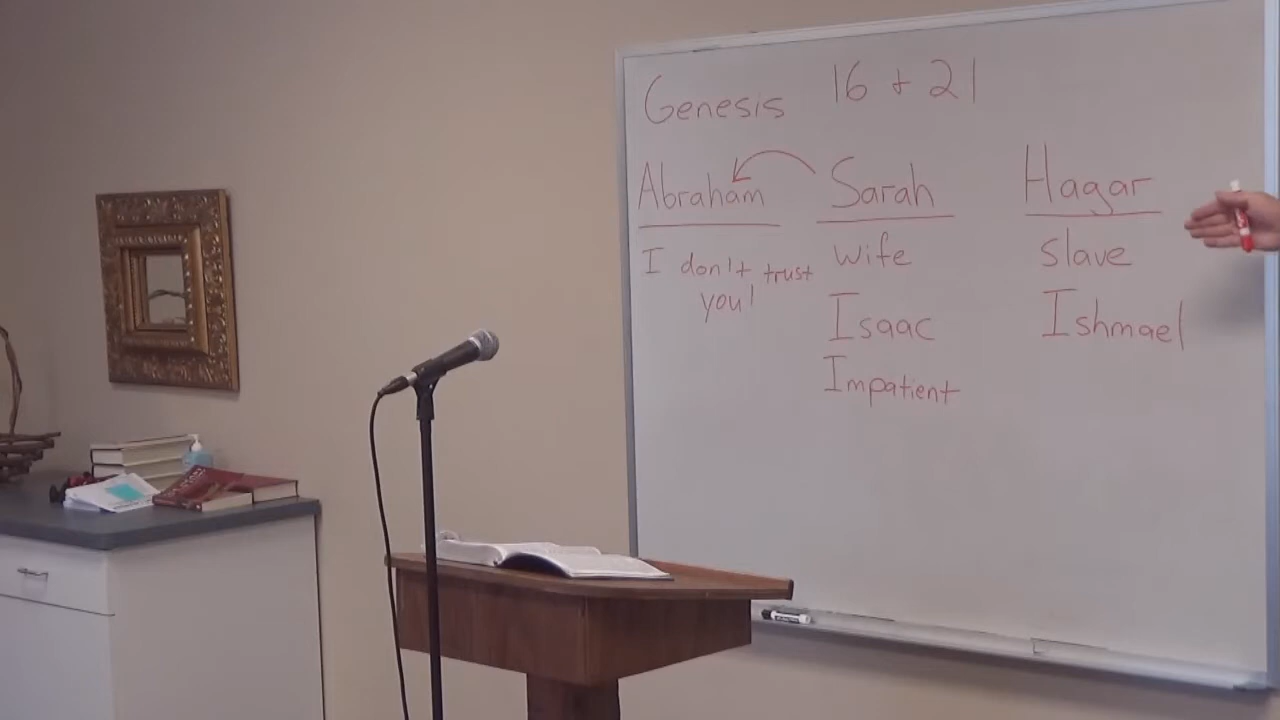 Genesis 16 + 21
Abraham Sarah Hagar
I don't trust you!
wife
Isaac
Impatient
slave
Ishmael